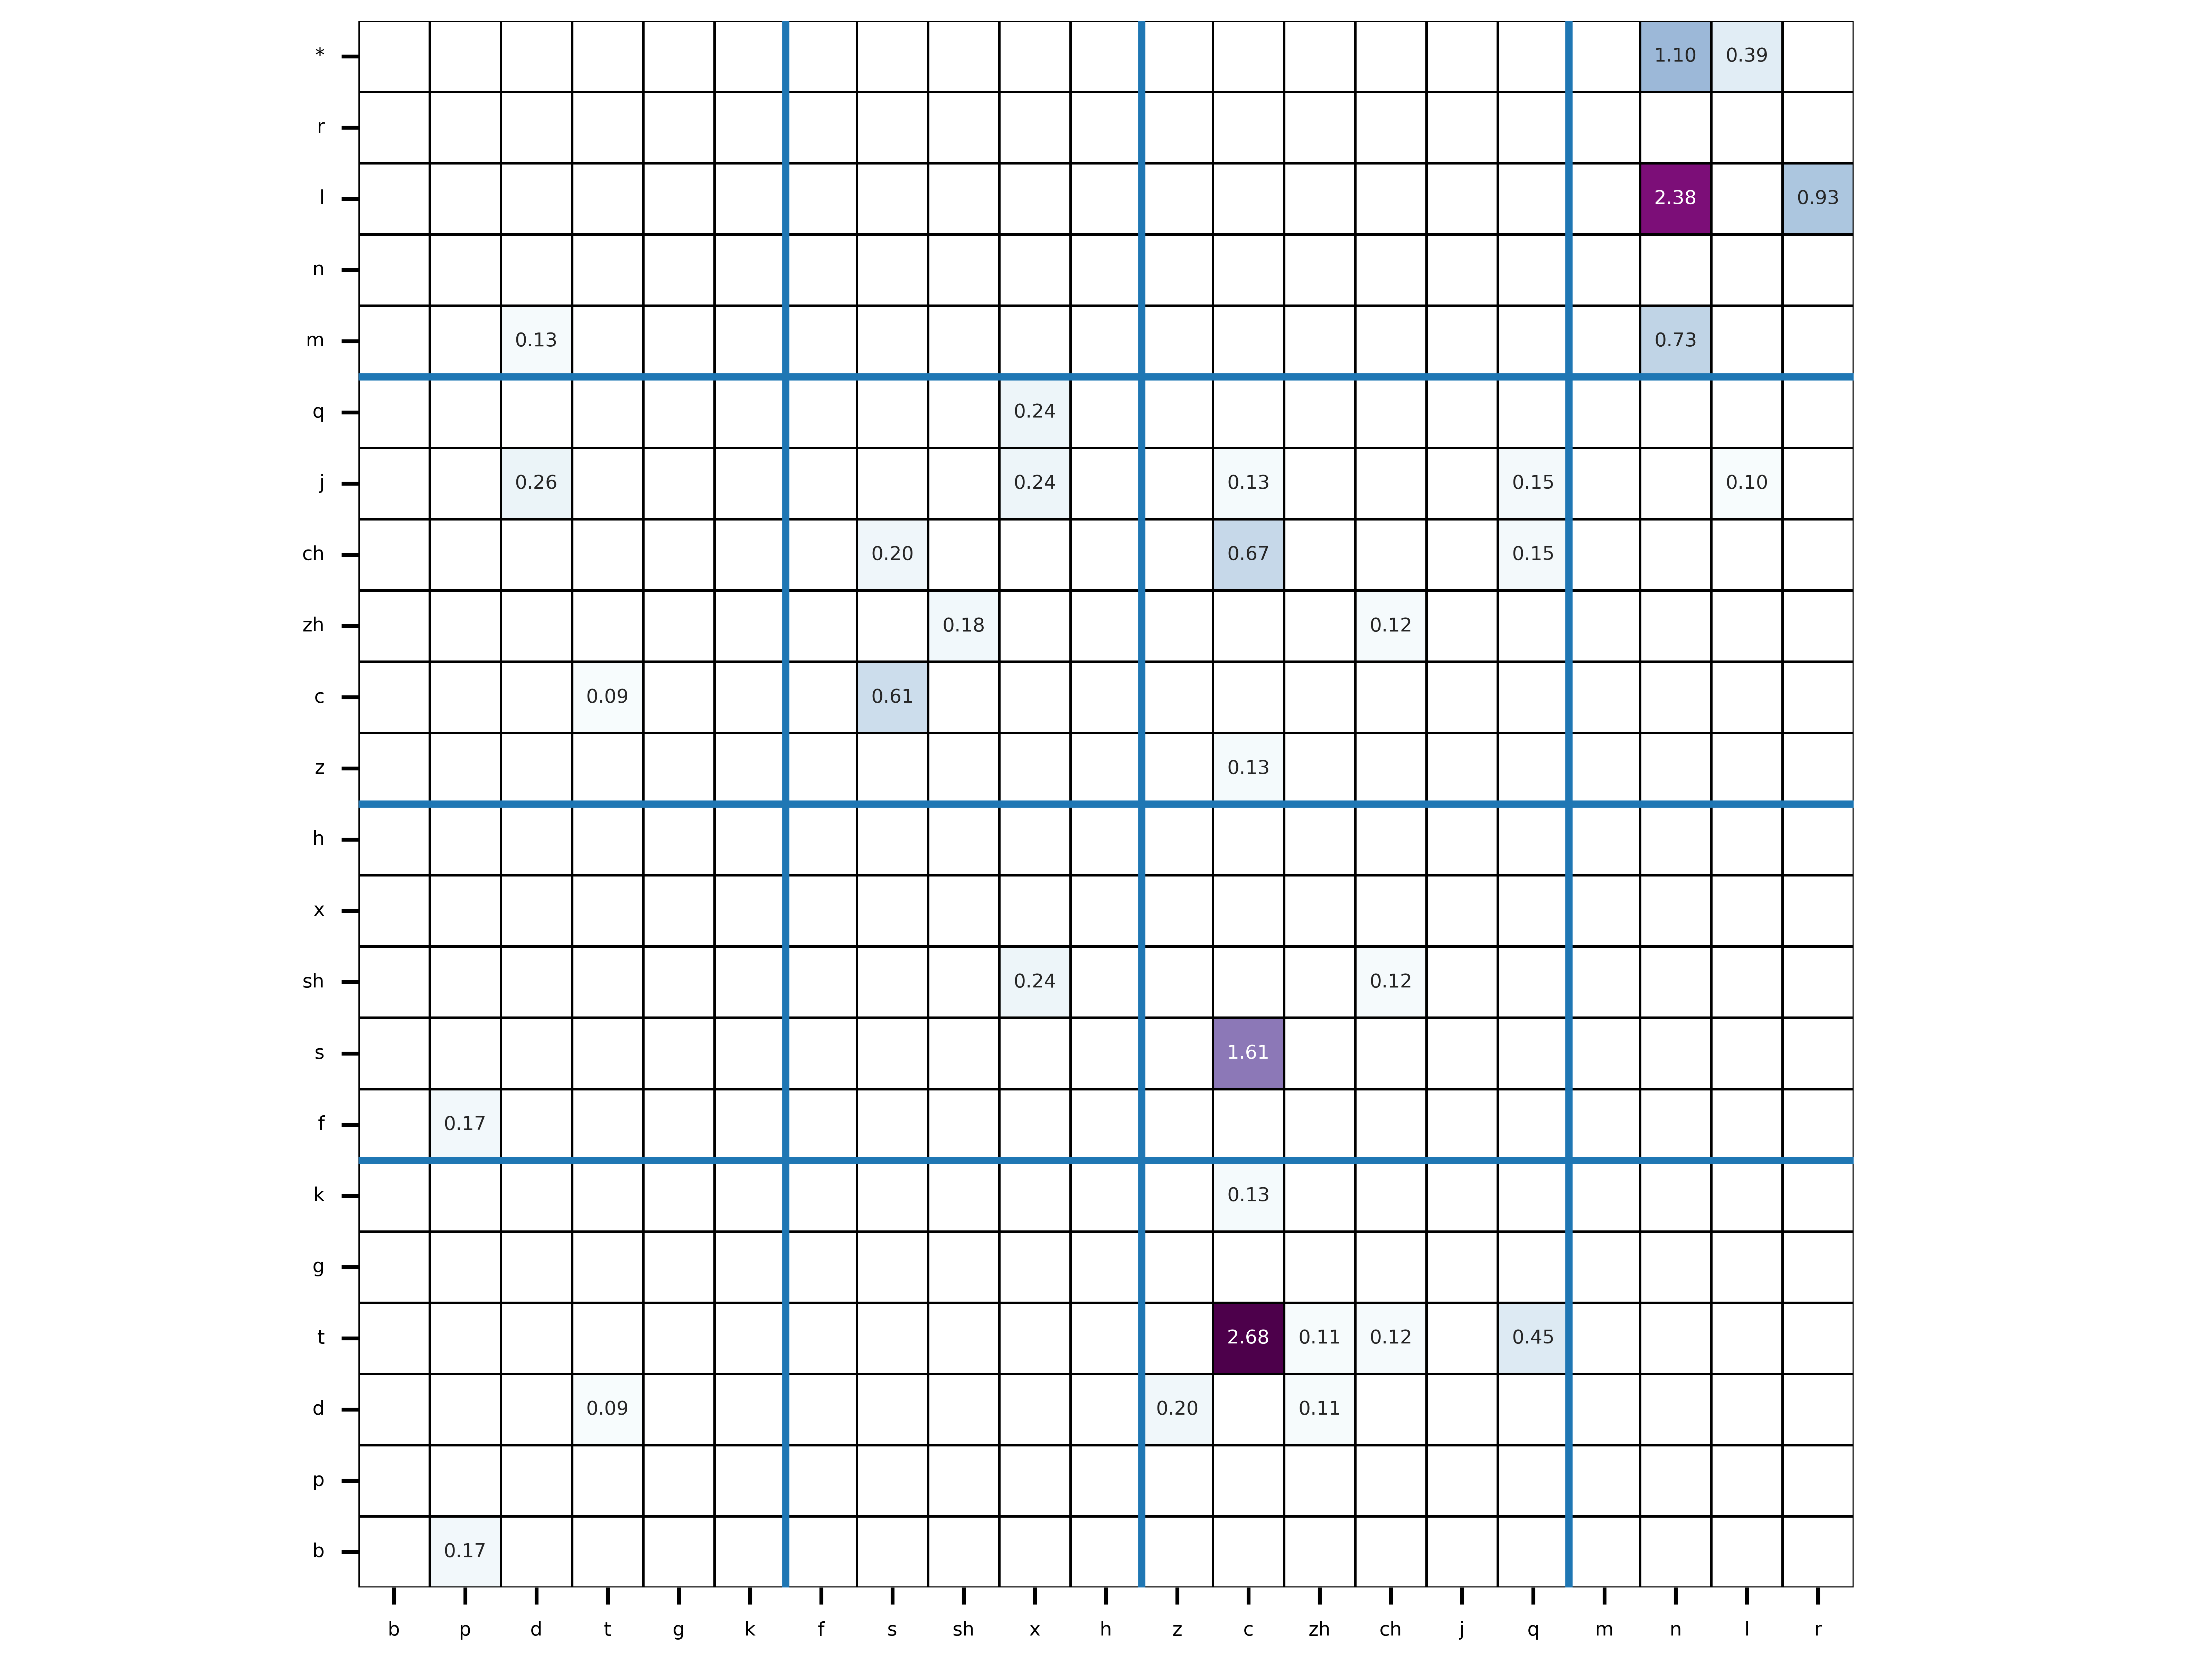 * 1.10 0.39
r
l 2.38 0.93
n
m 0.13 0.73
q 0.24
j 0.26 0.24 0.13 0.15 0.10
ch 0.20 0.67 0.15
zh 0.18 0.12
c 0.09 0.61
z 0.13
h
x
sh 0.24 0.12
s 1.61
f 0.17
k 0.13
g
t 2.68 0.11 0.12 0.45
d 0.09 0.20 0.11
p
b 0.17
b p d t g k f s sh x h z c zh ch j q m n l r